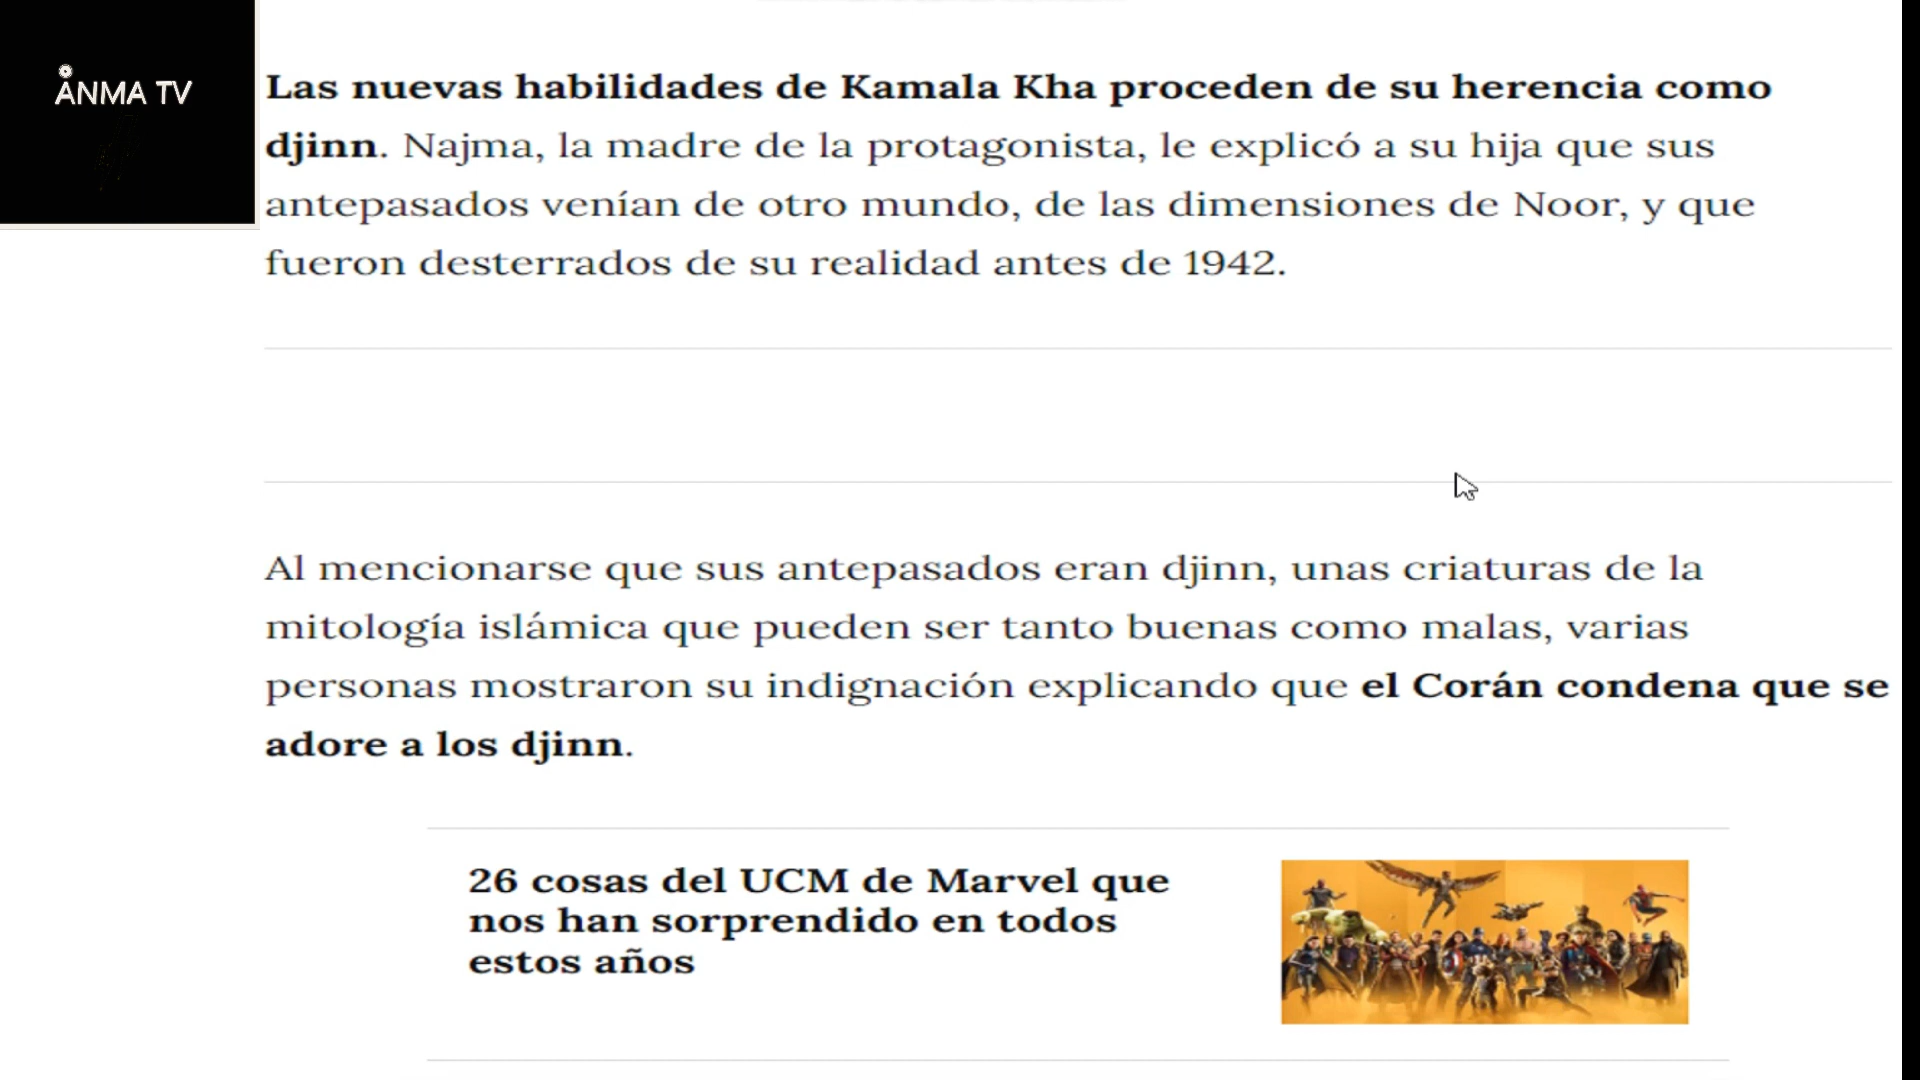 ÅNMA TV
Las nuevas habilidades de Kamala Kha proceden de su herencia como
djinn. Najma, la madre de la protagonista, le explicó a su hija que sus
antepasados venían de otro mundo, de las dimensiones de Noor, y que
fueron desterrados de su realidad antes de 1942.
Al mencionarse que sus antepasados eran djinn, unas criaturas de la
mitología islámica que pueden ser tanto buenas como malas, varias
personas mostraron su indignación explicando que el Corán condena que se
adore a los djinn.
26 cosas del UCM de Marvel que
nos han sorprendido en todos
estos años